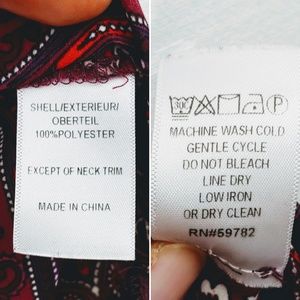 SHELL/EXTERIEUR/
OBERTEIL
100%POLYESTER
EXCEPT OF NECK TRIM
MADE IN CHINA
30
P
MACHINE WASH COLD
GENTLE CYCLE
DO NOT BLEACH
LINE DRY
LOW IRON
OR DRY CLEAN
RN#59782